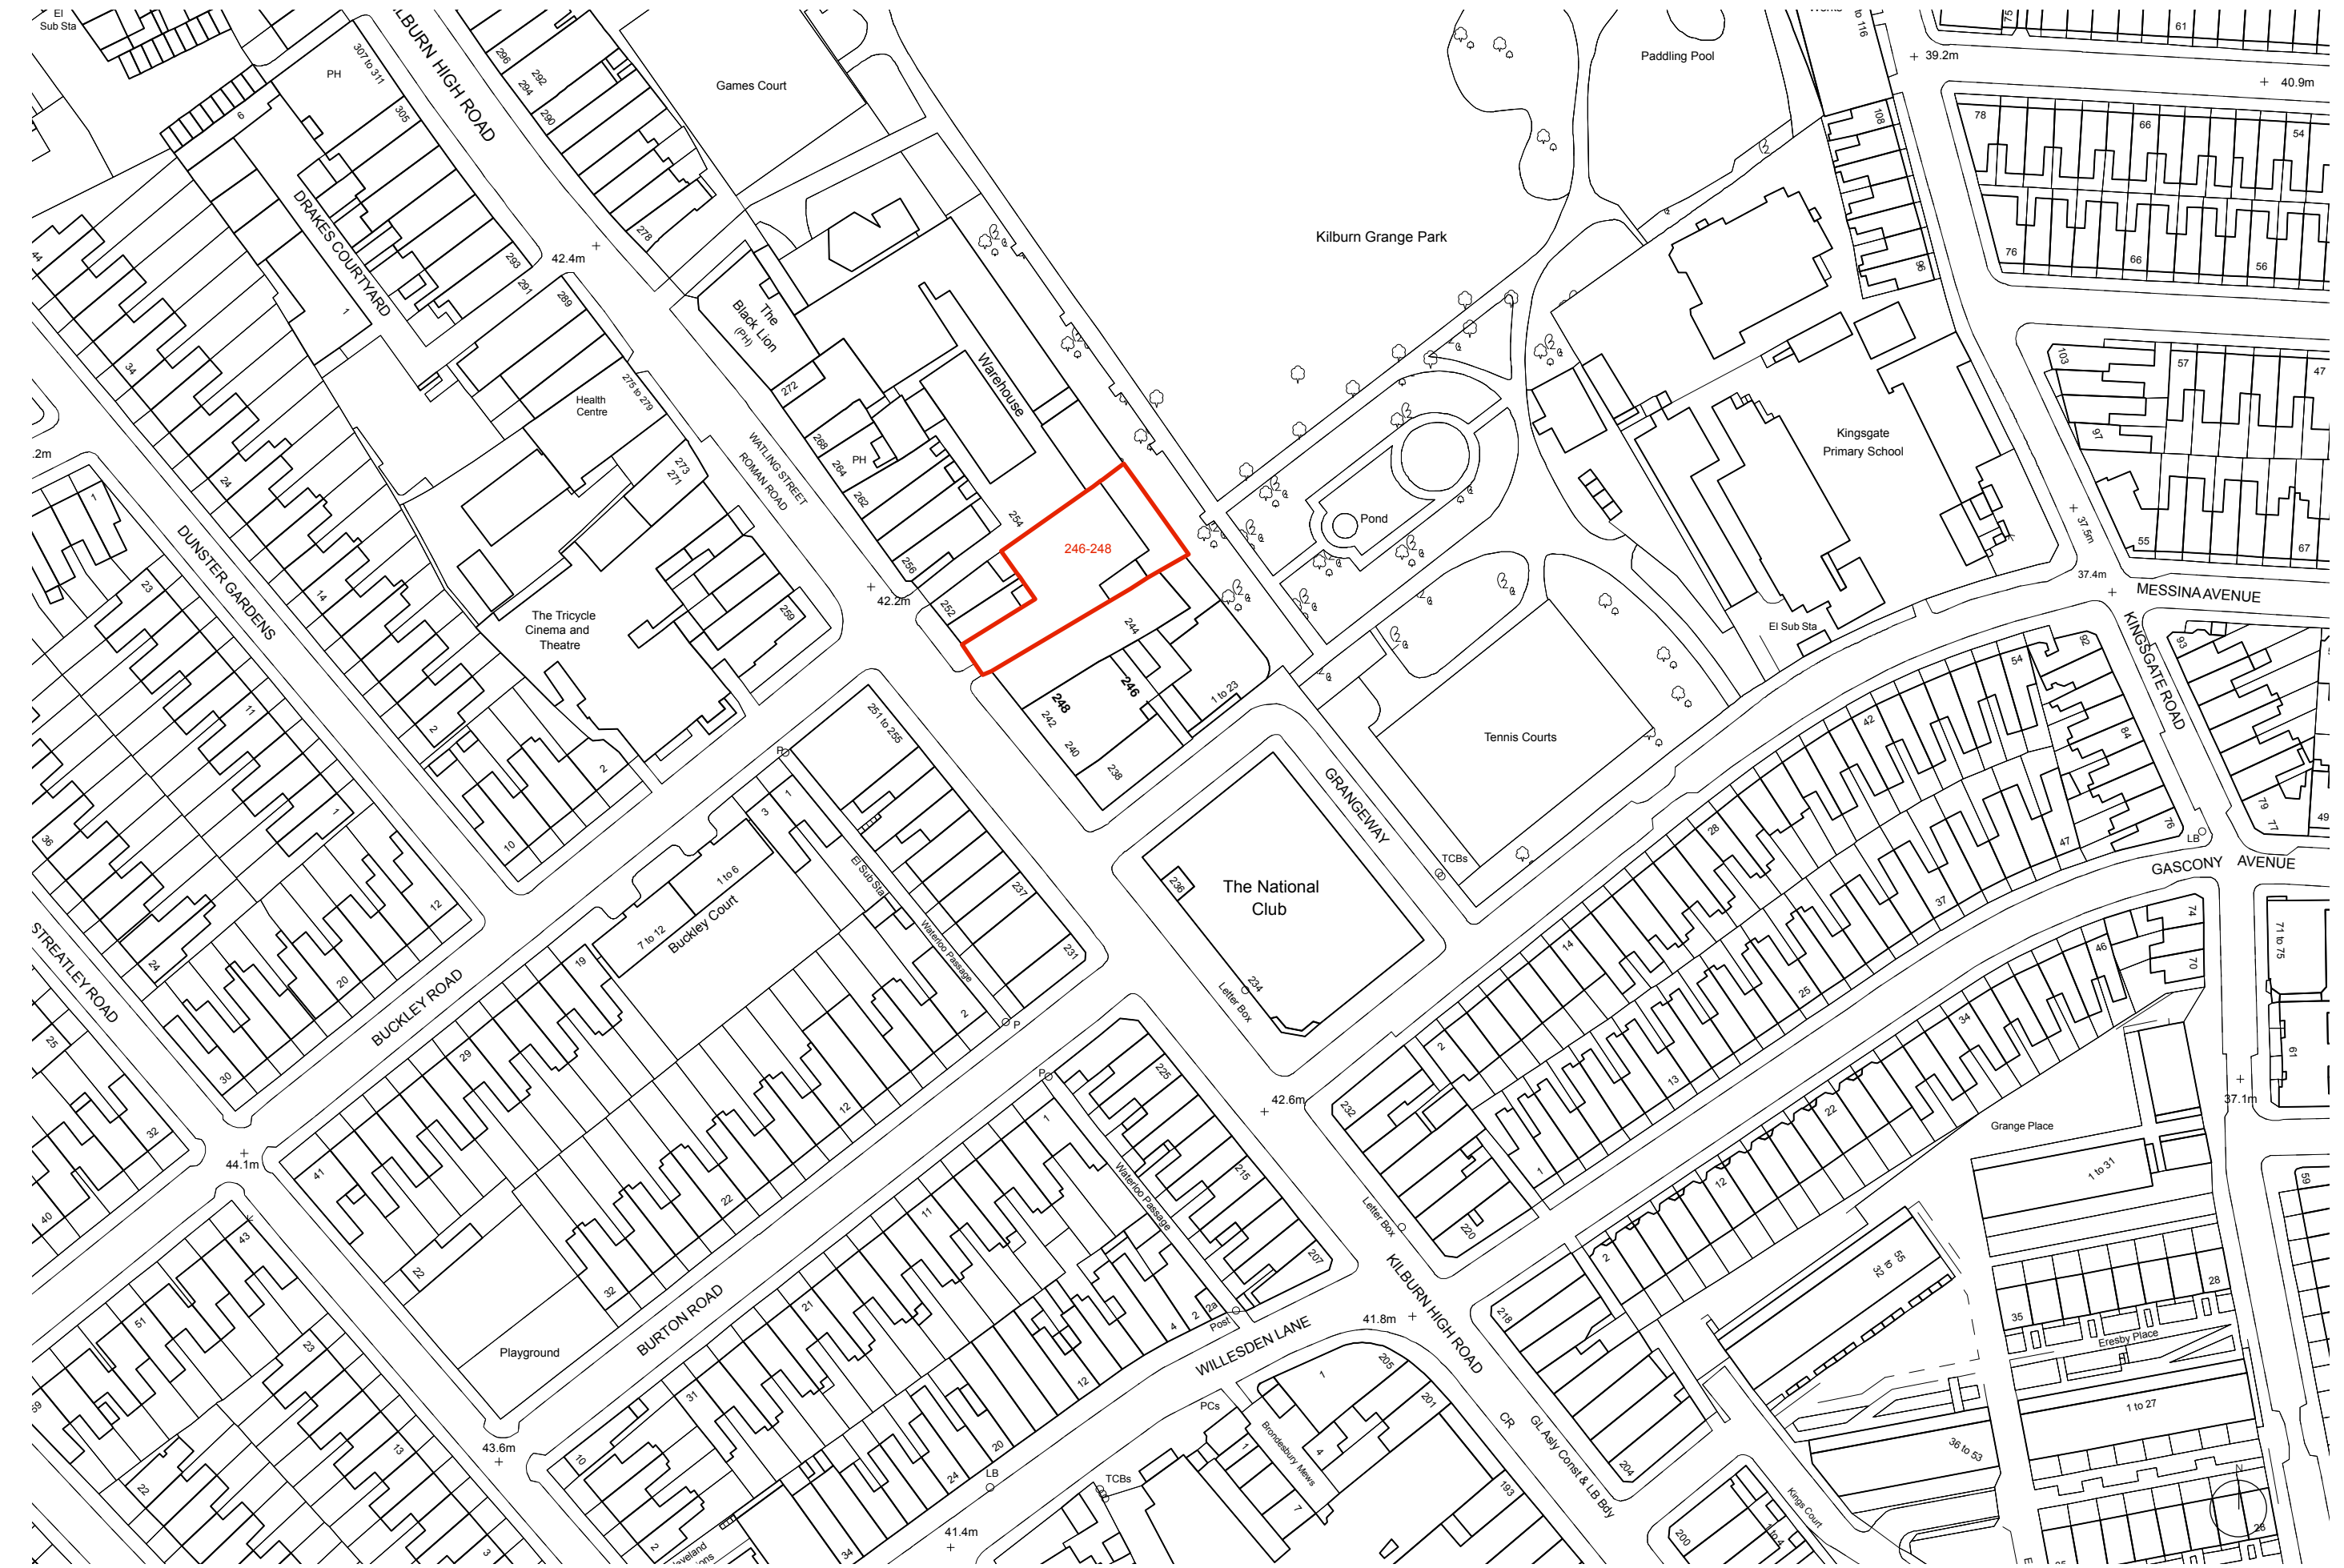 El
Sub Sta
PH
307 to 311
305
KILBURN HIGH ROAD
296
292
294
290
278
Games Court
Paddling Pool
to 116
108
96
75
61
39.2m
40.9m
78
66
54
76
66
56
6
DRAKES COURTYARD
1
44
34
24
14
2
293
291
289
42.4m
Kilburn Grange Park
The
Black Lion
(PH)
272
Warehouse
275 to 279
Health
Centre
268
264
262
PH
256
254
252
WATLING STREET
ROMAN ROAD
273
271
42.2m
246-248
Pond
Kingsgate
Primary School
103
97
57
47
55
67
37.5m
37.4m
MESSINA AVENUE
KINGSGATE ROAD
El Sub Sta
.2m
1
23
DUNSTER GARDENS
11
1
The Tricycle
Cinema and
Theatre
259
244
246
248
242
240
238
1 to 23
251 to 255
Tennis Courts
GRANGEWAY
TCBs
54
92
93
42
84
28
76
79
77
49
47
LB
GASCONY AVENUE
36
24
10
2
12
20
30
3
1
1 to 6
7 to 12
Buckley Court
El Sub Sta
Waterloo Passage
237
231
236
The National
Club
234
Letter Box
14
37
46
74
70
71 to 75
STREATLEY ROAD
BUCKLEY ROAD
19
29
41
25
32
40
44.1m
2
P
P
P
12
22
32
22
Playground
1
225
215
207
Waterloo Passage
42.6m
232
2
25
13
1
220
34
22
12
2
61
37.1m
Grange Place
1 to 31
59
Letter Box
KILBURN HIGH ROAD
BURTON ROAD
11
21
31
43
51
23
13
22
59
43.6m
10
2
3
4
2
2a
Post
WILLESDEN LANE
41.8m
12
20
24
34
LB
41.4m
PCs
TCBs
1
205
201
4
1
7
Brondesbury Mews
193
CR
GL Asly Const & LB Bdy
218
204
200
Kings Court
32 to 55
35
28
Eresby Place
1 to 27
36 to 53
N
28